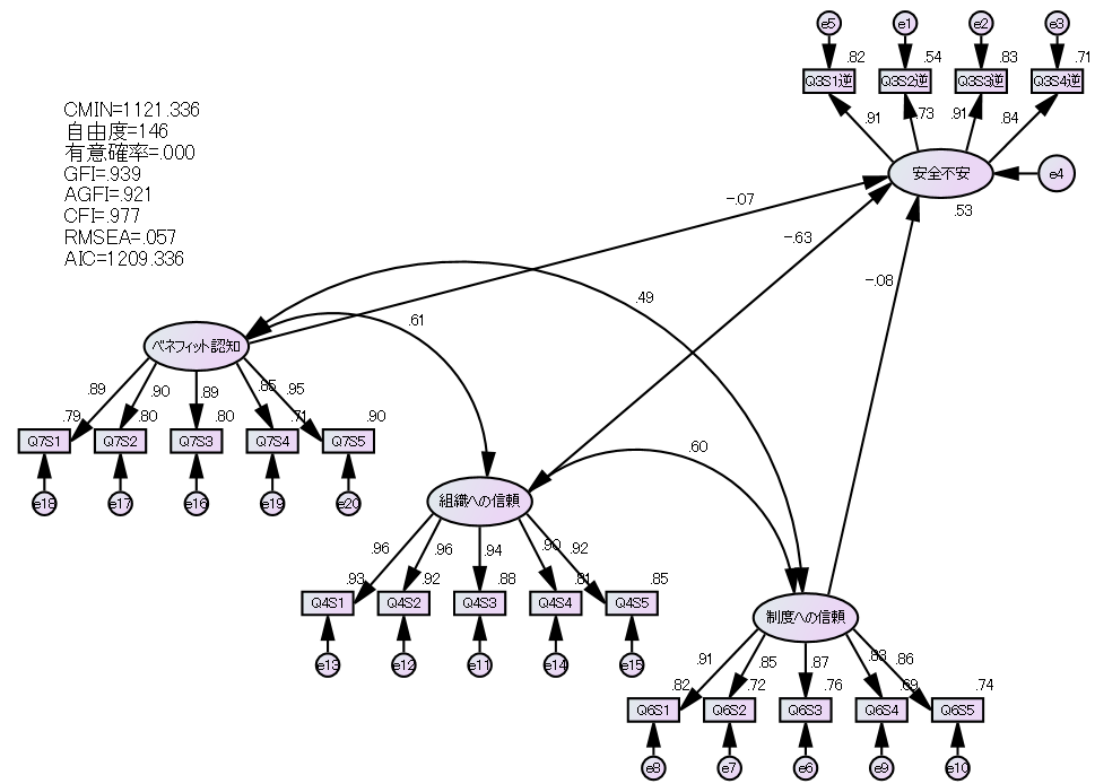 e5 e1 e2 e3
.82 .54 .83 .71
Q3S1逆 Q3S2逆 Q3S3逆 Q3S4逆
.91 .73 .91 .84
安全不安
e4
.53
CMIN=1121.336
自由度=146
有意確率=.000
GFI=.939
AGFI=.921
CFI=.977
RMSEA=.057
AIC=1209.336
-.07
-.63
-.08
.49
.61
ベネフィット認知
.89 .90 .89 .85 .95
.79 .80 .80 .71 .90
Q7S1 Q7S2 Q7S3 Q7S4 Q7S5
e18 e17 e16 e19 e20
.60
組織への信頼
.96 .96 .94 .90 .92
.93 .92 .88 .81 .85
Q4S1 Q4S2 Q4S3 Q4S4 Q4S5
e13 e12 e11 e14 e15
制度への信頼
.91 .85 .87 .83 .86
.82 .72 .76 .69 .74
Q6S1 Q6S2 Q6S3 Q6S4 Q6S5
e8 e7 e6 e9 e10